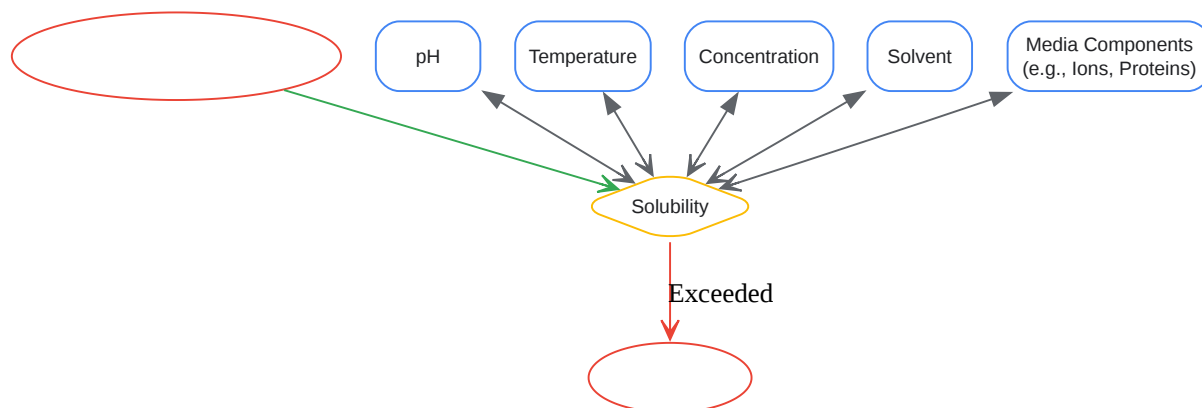 pH
Temperature
Concentration
Solvent
Media Components
(e.g., Ions, Proteins)
Solubility
Exceeded